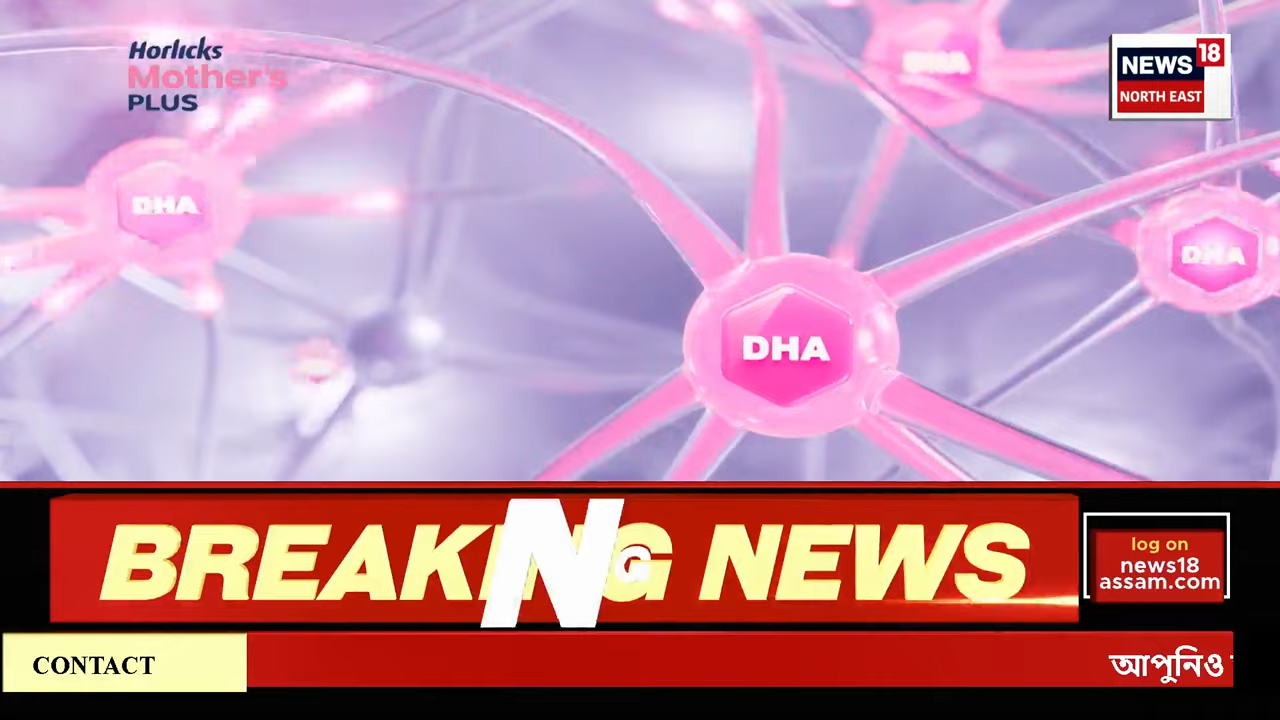 Horlicks
Mother's
PLUS
NEWS 18
NORTH EAST
DHA
DHA
DHA
DHA
BREAKING NEWS
log on
news18
assam.com
CONTACT
আপুনিও